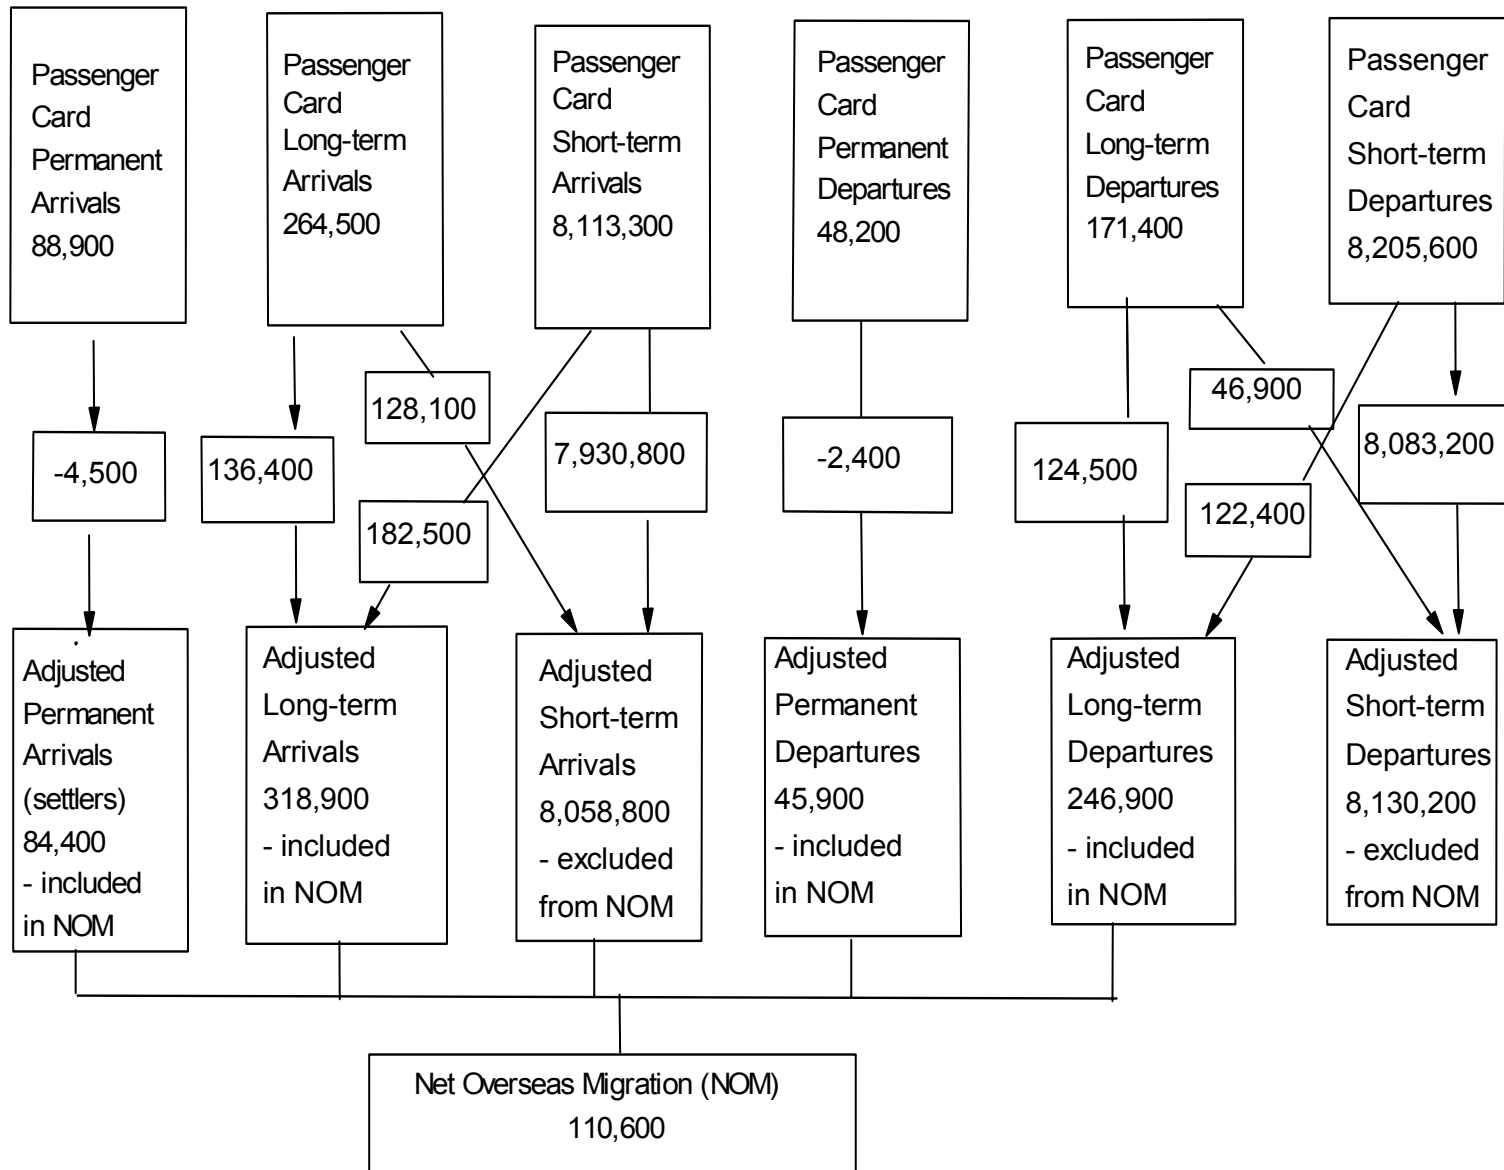 Passenger
Card
Permanent
Arrivals
88,900
Passenger
Card
Long-term
Arrivals
264,500
Passenger
Card
Short-term
Arrivals
8,113,300
Passenger
Card
Permanent
Departures
48,200
Passenger
Card
Long-term
Departures
171,400
Passenger
Card
Short-term
Departures
8,205,600
-4,500
136,400
128,100
182,500
7,930,800
-2,400
124,500
46,900
122,400
8,083,200
Adjusted
Permanent
Arrivals
(settlers)
84,400
- included
in NOM
Adjusted
Long-term
Arrivals
318,900
- included
in NOM
Adjusted
Short-term
Arrivals
8,058,800
- excluded
from NOM
Adjusted
Permanent
Departures
45,900
- included
in NOM
Adjusted
Long-term
Departures
246,900
- included
in NOM
Adjusted
Short-term
Departures
8,130,200
- excluded
from NOM
Net Overseas Migration (NOM)
110,600